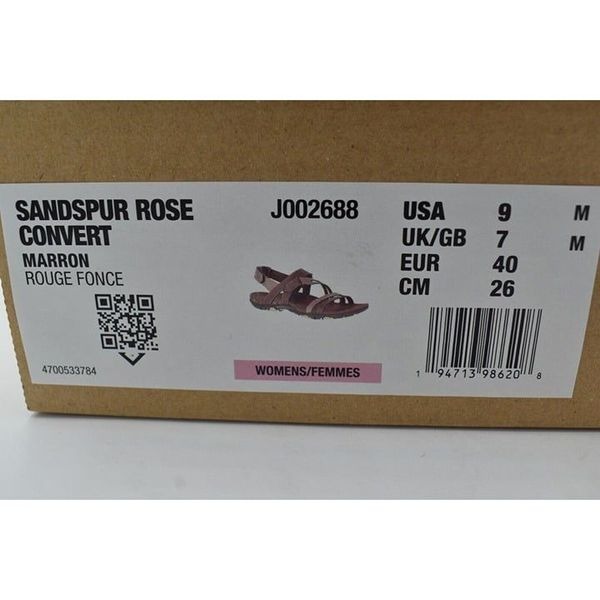 SANDSPUR ROSE
CONVERT
MARRON
ROUGE FONCE
4700533784
J002688
WOMENS/FEMMES
USA 9 M
UK/GB 7 M
EUR 40
CM 26
1 94713 98620 8